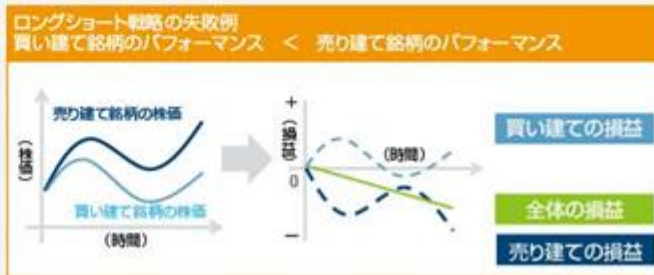 ロングショート戦略の失敗例
買い建て銘柄のパフォーマンス < 売り建て銘柄のパフォーマンス
売り建て銘柄の株価
(株価)
買い建て銘柄の株価
(時間)
+
(損益)
0
−
(時間)
買い建ての損益
全体の損益
売り建ての損益